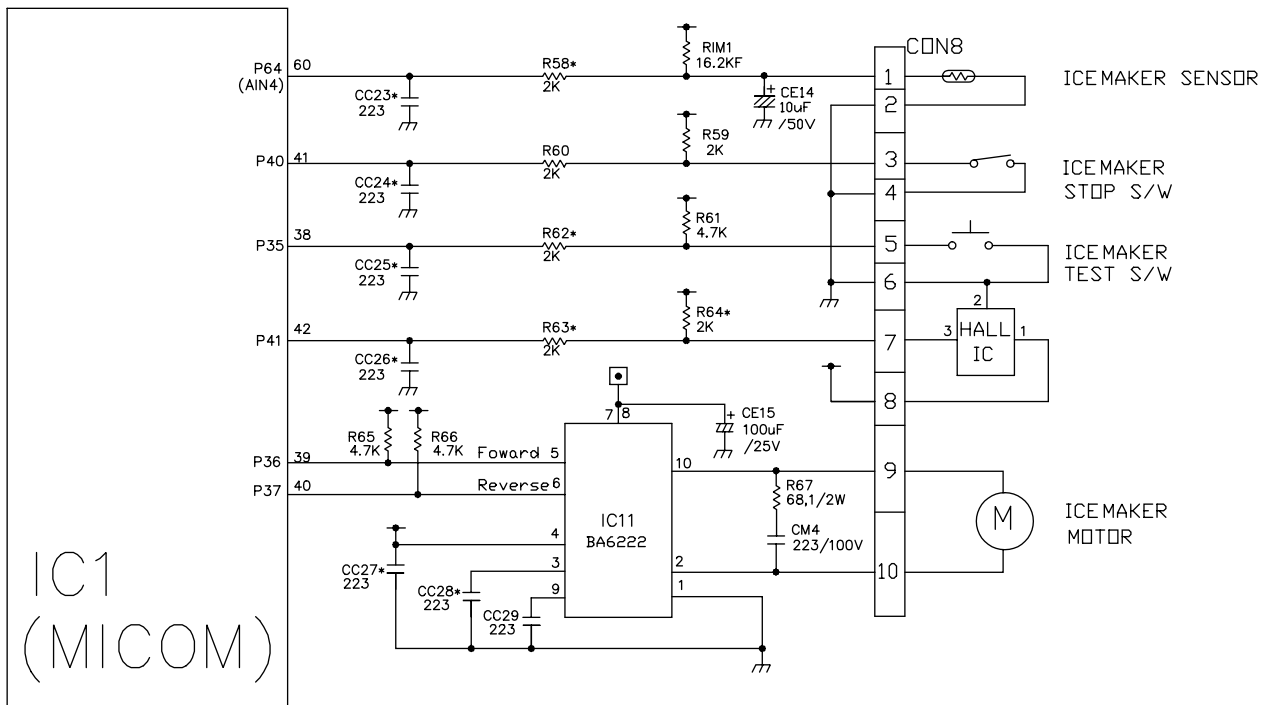 RIM1
16.2KF
CON8
P64
(AIN4)
60
R58*
2K
CC23*
223
+
CE14
10uF
/50V
1
2
ICEMAKER SENSOR
P40
41
R60
2K
R59
2K
CC24*
223
3
4
ICEMAKER
STOP S/W
P35
38
R62*
2K
R61
4.7K
CC25*
223
5
6
ICEMAKER
TEST S/W
P41
42
R63*
2K
R64*
2K
CC26*
223
7
8
2
3
HALL
IC
1
R65
4.7K
R66
4.7K
7
8
+
CE15
100uF
/25V
P36
39
Foward
5
P37
40
Reverse
6
4
3
9
IC11
BA6222
10
2
1
R67
68,1/2W
CM4
223/100V
9
10
M
ICEMAKER
MOTOR
CC27*
223
CC28*
223
CC29
223
IC1
(MICOM)